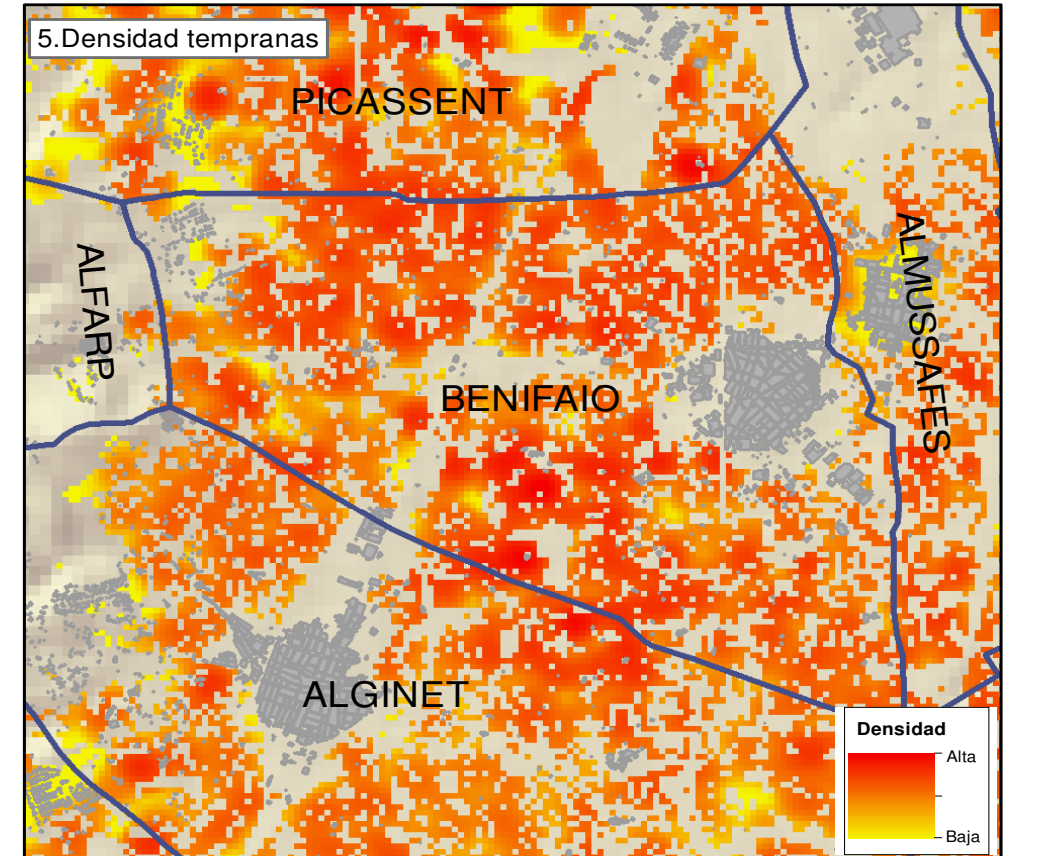 5.Densidad tempranas
PICASSENT
ALFARP
ALMUSSAFES
BENIFAIO
ALGINET
Densidad
Alta
Baja